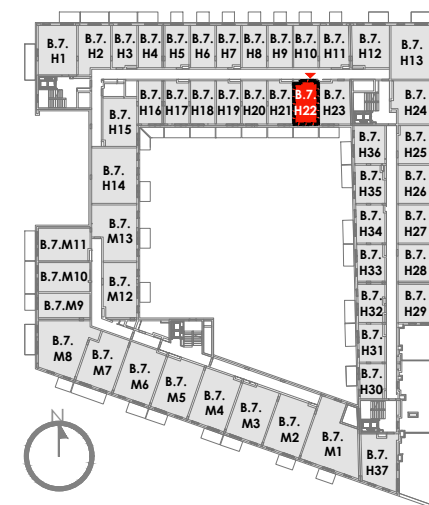 B.7. H1
B.7. H2
B.7. H3
B.7. H4
B.7. H5
B.7. H6
B.7. H7
B.7. H8
B.7. H9
B.7. H10
B.7. H11
B.7. H12
B.7. H13
B.7. H16
B.7. H17
B.7. H18
B.7. H19
B.7. H20
B.7. H21
B.7. H22
B.7. H23
B.7. H24
B.7. H15
B.7. H36
B.7. H25
B.7. H14
B.7. H35
B.7. H26
B.7. M13
B.7. H34
B.7. H27
B.7.M11
B.7. H33
B.7. H28
B.7.M10
B.7. M12
B.7. H32
B.7. H29
B.7.M9
B.7. M8
B.7. M7
B.7. M6
B.7. M5
B.7. M4
B.7. M3
B.7. M2
B.7. M1
B.7. H31
B.7. H30
B.7. H37
N